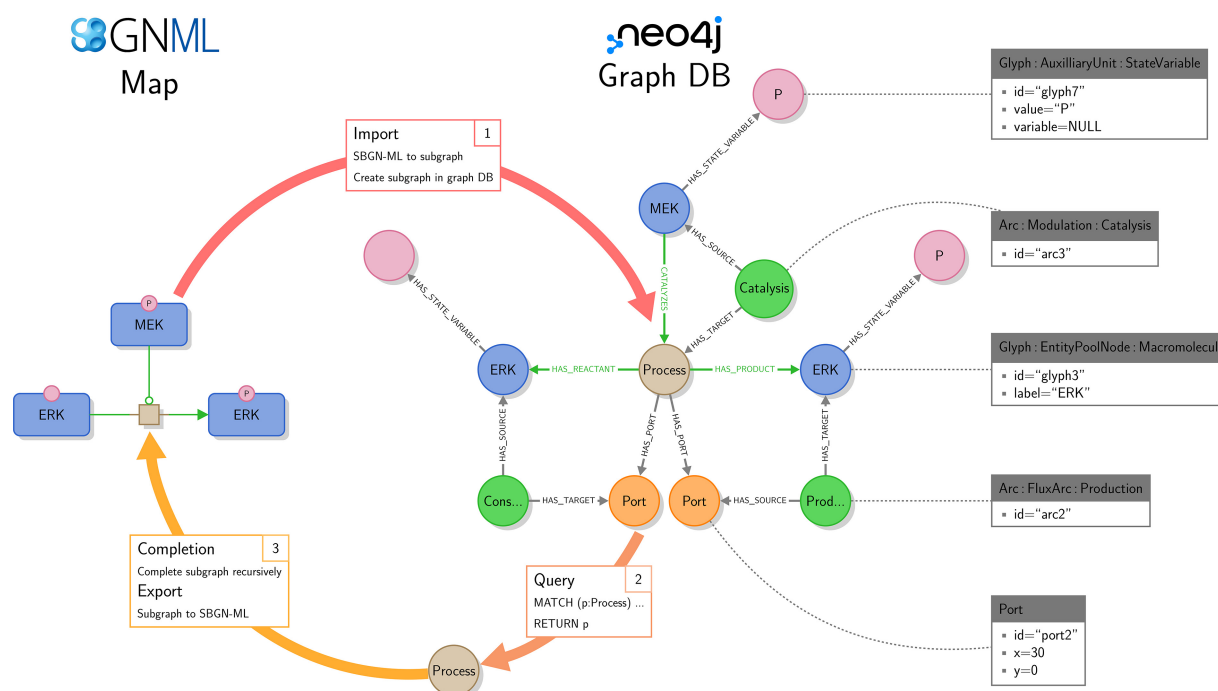 SBGNML
Map
neo4j
Graph DB
Import
1
SBGN-ML to subgraph
Create subgraph in graph DB
P
MEK
ERK
P
ERK
Completion
3
Complete subgraph recursively
Export
Subgraph to SBGN-ML
Query
2
MATCH (p:Process) ...
RETURN p
Process
P
HAS_STATE_VARIABLE
MEK
HAS_SOURCE
Catalysis
CATALYZES
HAS_TARGET
HAS_STATE_VARIABLE
P
HAS_STATE_VARIABLE
ERK
HAS_REACTANT
Process
HAS_PRODUCT
ERK
HAS_SOURCE
HAS_PORT
HAS_PORT
HAS_TARGET
Cons...
HAS_TARGET
Port
Port
HAS_SOURCE
Prod...
Glyph : AuxilliaryUnit : StateVariable
id="glyph7"
value="P"
variable=NULL
Arc : Modulation : Catalysis
id="arc3"
Glyph : EntityPoolNode : Macromolecul
id="glyph3"
label="ERK"
Arc : FluxArc : Production
id="arc2"
Port
id="port2"
x=30
y=0